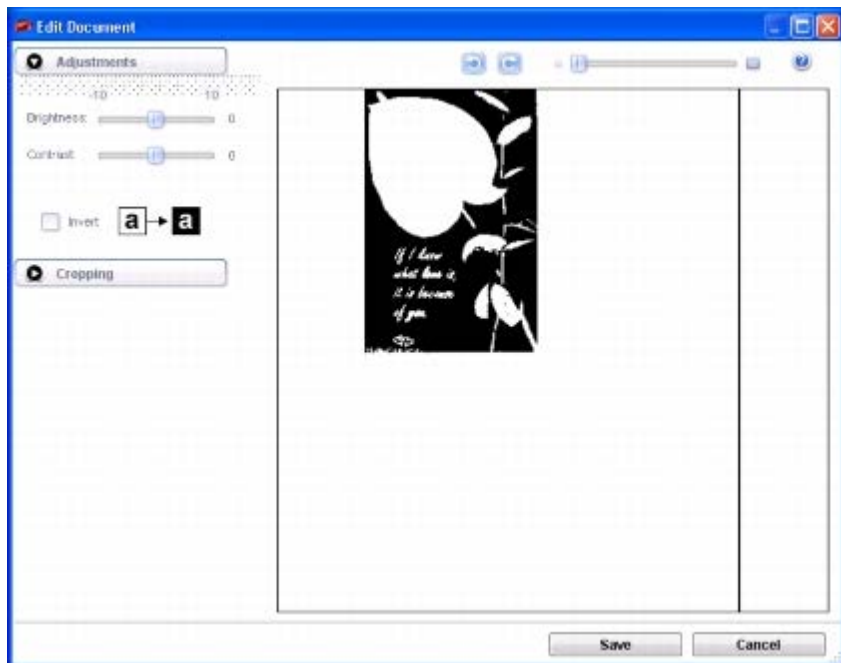 Edit Document
Adjustments
-10 10
Brightness: 0
Contrast: 0
Invert a a
Cropping
If I know
what love is,
it is because
of you.
Save Cancel